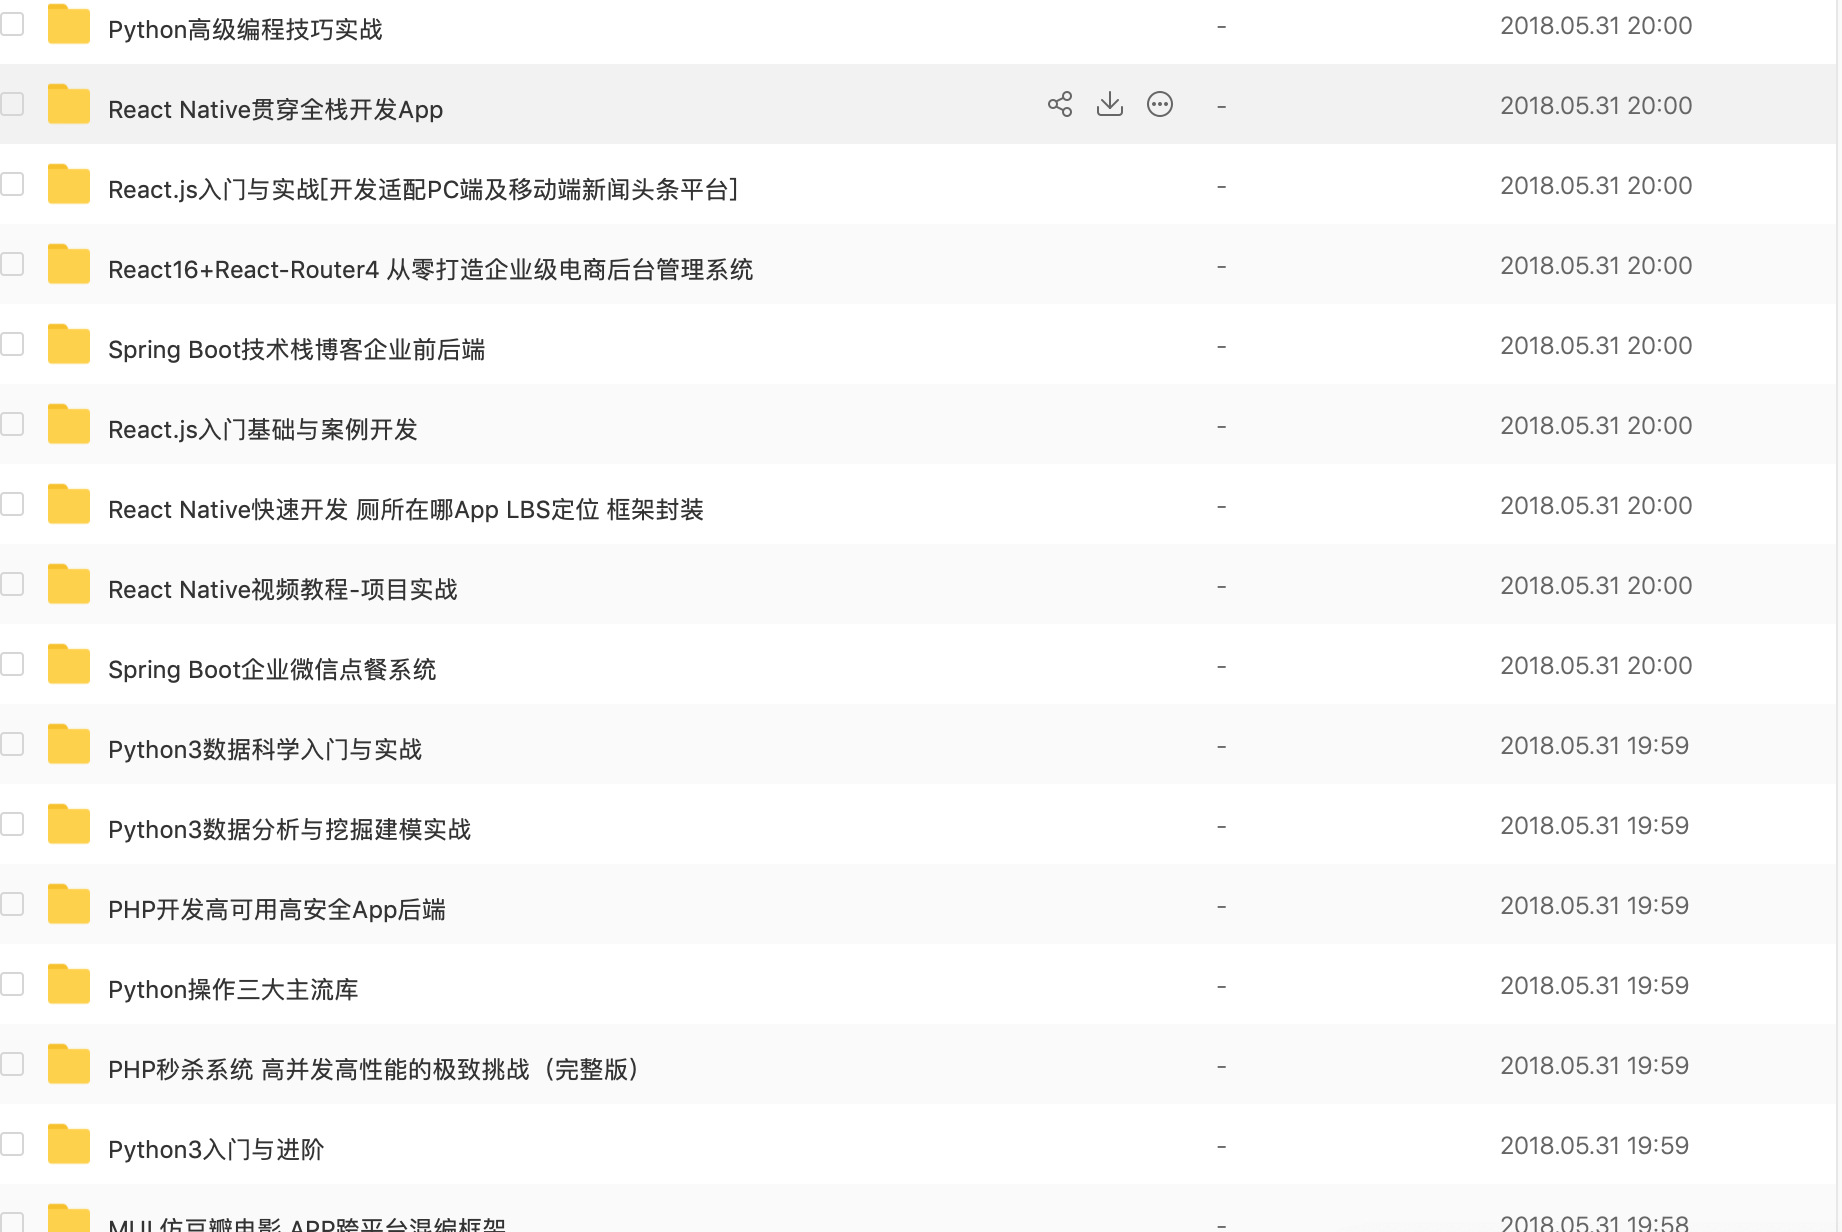 Python高级编程技巧实战 - 2018.05.31 20:00
React Native贯穿全栈开发App - 2018.05.31 20:00
React.js入门与实战[开发适配PC端及移动端新闻头条平台] - 2018.05.31 20:00
React16+React-Router4 从零打造企业级电商后台管理系统 - 2018.05.31 20:00
Spring Boot技术栈博客企业前后端 - 2018.05.31 20:00
React.js入门基础与案例开发 - 2018.05.31 20:00
React Native快速开发 厕所在哪App LBS定位 框架封装 - 2018.05.31 20:00
React Native视频教程-项目实战 - 2018.05.31 20:00
Spring Boot企业微信点餐系统 - 2018.05.31 20:00
Python3数据科学入门与实战 - 2018.05.31 19:59
Python3数据分析与挖掘建模实战 - 2018.05.31 19:59
PHP开发高可用高安全App后端 - 2018.05.31 19:59
Python操作三大主流库 - 2018.05.31 19:59
PHP秒杀系统 高并发高性能的极致挑战（完整版） - 2018.05.31 19:59
Python3入门与进阶 - 2018.05.31 19:59
MUI 仿豆瓣电影 APP跨平台混编框架 - 2018.05.31 19:58